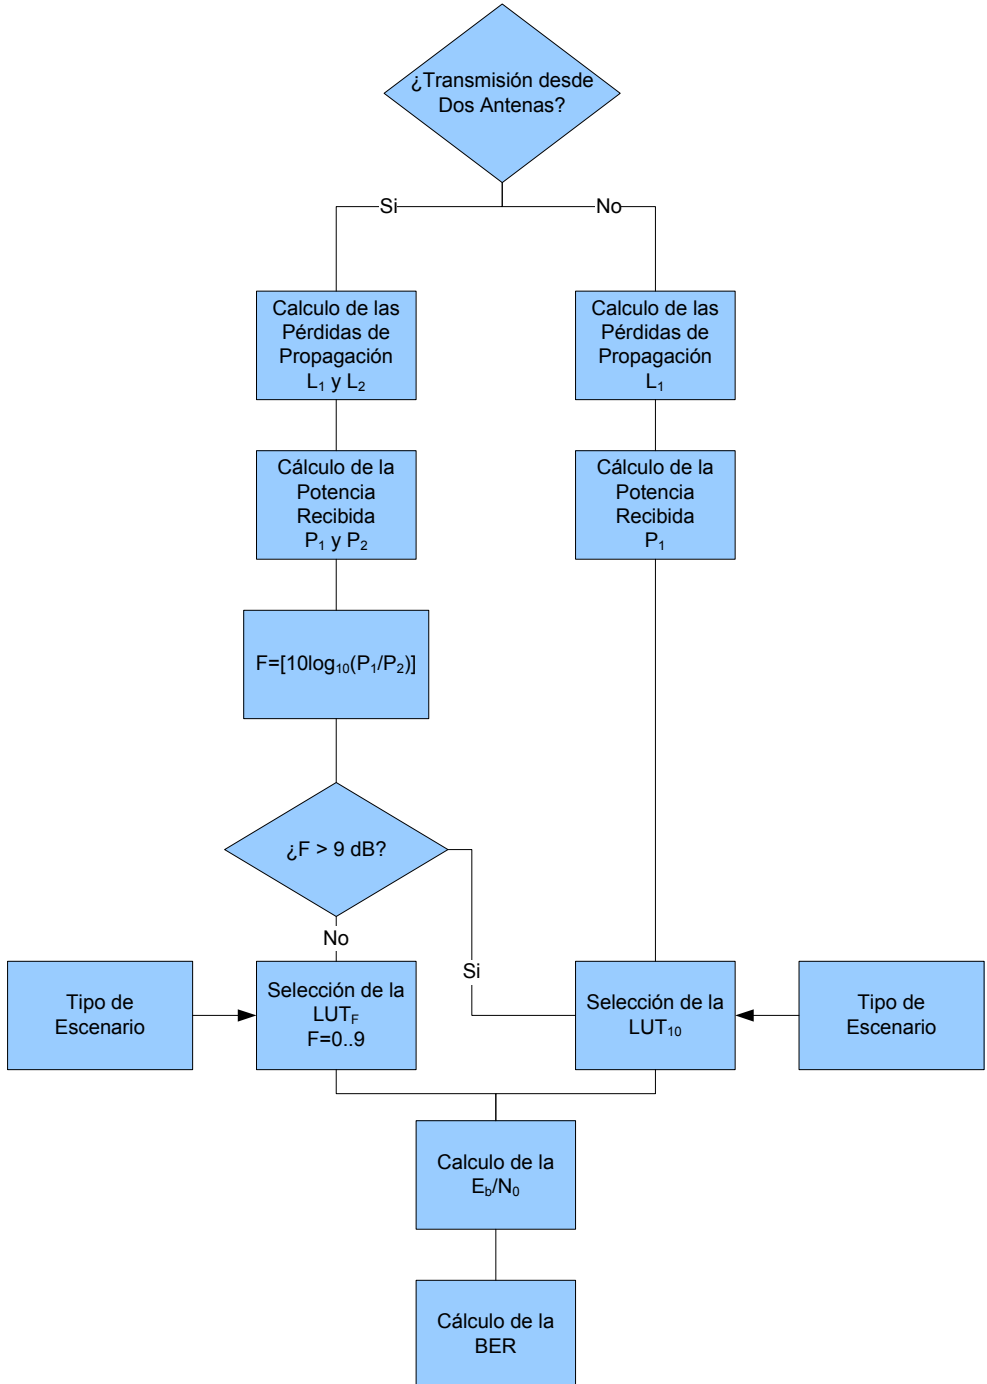 ¿Transmisión desde
Dos Antenas?
Si
No
Calculo de las
Pérdidas de
Propagación
L₁ y L₂
Calculo de las
Pérdidas de
Propagación
L₁
Cálculo de la
Potencia
Recibida
P₁ y P₂
Cálculo de la
Potencia
Recibida
P₁
F=[10log₁₀(P₁/P₂)]
¿F > 9 dB?
No
Si
Tipo de
Escenario
Selección de la
LUT_F
F=0..9
Selección de la
LUT₁₀
Tipo de
Escenario
Calculo de la
E_b/N₀
Cálculo de la
BER